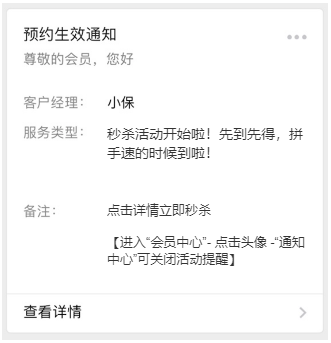 预约生效通知
尊敬的会员，您好
客户经理： 小保
服务类型： 秒杀活动开始啦！先到先得，拼
手速的时候到啦！
备注： 点击详情立即秒杀
【进入“会员中心”- 点击头像 -“通知
中心”可关闭活动提醒】
查看详情